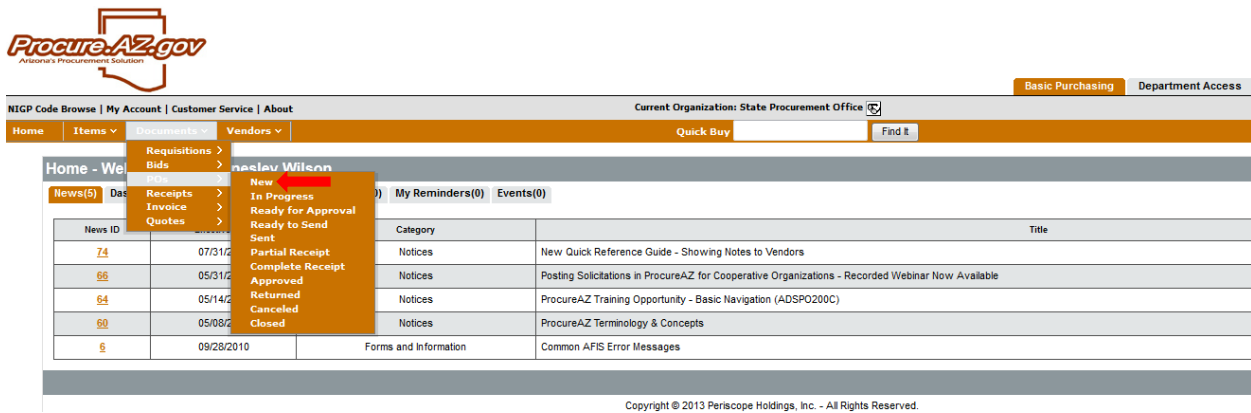 Procure.AZ.gov
Arizona's Procurement Solution
Basic Purchasing Department Access
NIGP Code Browse | My Account | Customer Service | About Current Organization: State Procurement Office
Home Items Documents Vendors Quick Buy Find It
Requisitions
Bids
POs
Receipts
Invoice
Quotes
New
In Progress
Ready for Approval
Ready to Send
Sent
Partial Receipt
Complete Receipt
Approved
Returned
Canceled
Closed
Home - Wel nesley Wilson
News(5) Das 0) My Reminders(0) Events(0)
News ID Category Title
74 07/31/2 Notices New Quick Reference Guide - Showing Notes to Vendors
66 05/31/2 Notices Posting Solicitations in ProcureAZ for Cooperative Organizations - Recorded Webinar Now Available
64 05/14/2 Notices ProcureAZ Training Opportunity - Basic Navigation (ADSPO200C)
60 05/08/2 Notices ProcureAZ Terminology & Concepts
6 09/28/2010 Forms and Information Common AFIS Error Messages
Copyright © 2013 Periscope Holdings, Inc. - All Rights Reserved.